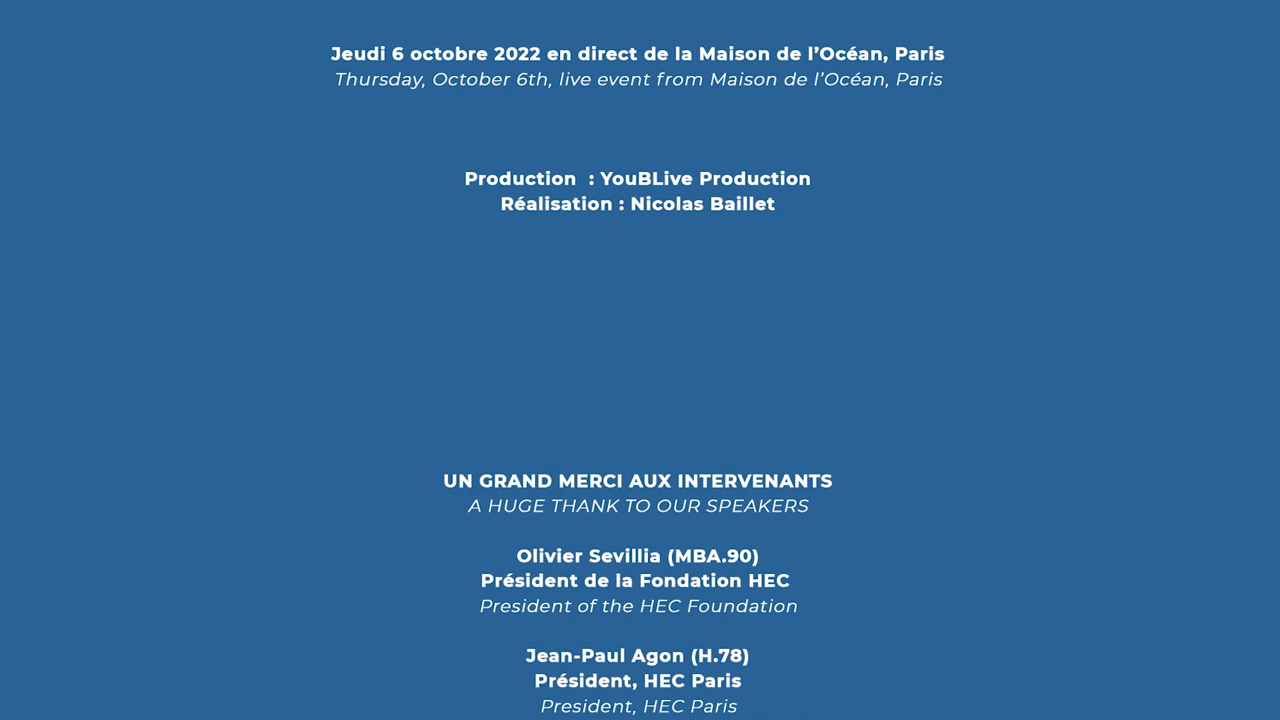 Jeudi 6 octobre 2022 en direct de la Maison de l’Océan, Paris
Thursday, October 6th, live event from Maison de l’Océan, Paris
Production  : YouBLive Production
Réalisation : Nicolas Baillet
UN GRAND MERCI AUX INTERVENANTS
A HUGE THANK TO OUR SPEAKERS
Olivier Sevillia (MBA.90)
Président de la Fondation HEC
President of the HEC Foundation
Jean-Paul Agon (H.78)
Président, HEC Paris
President, HEC Paris